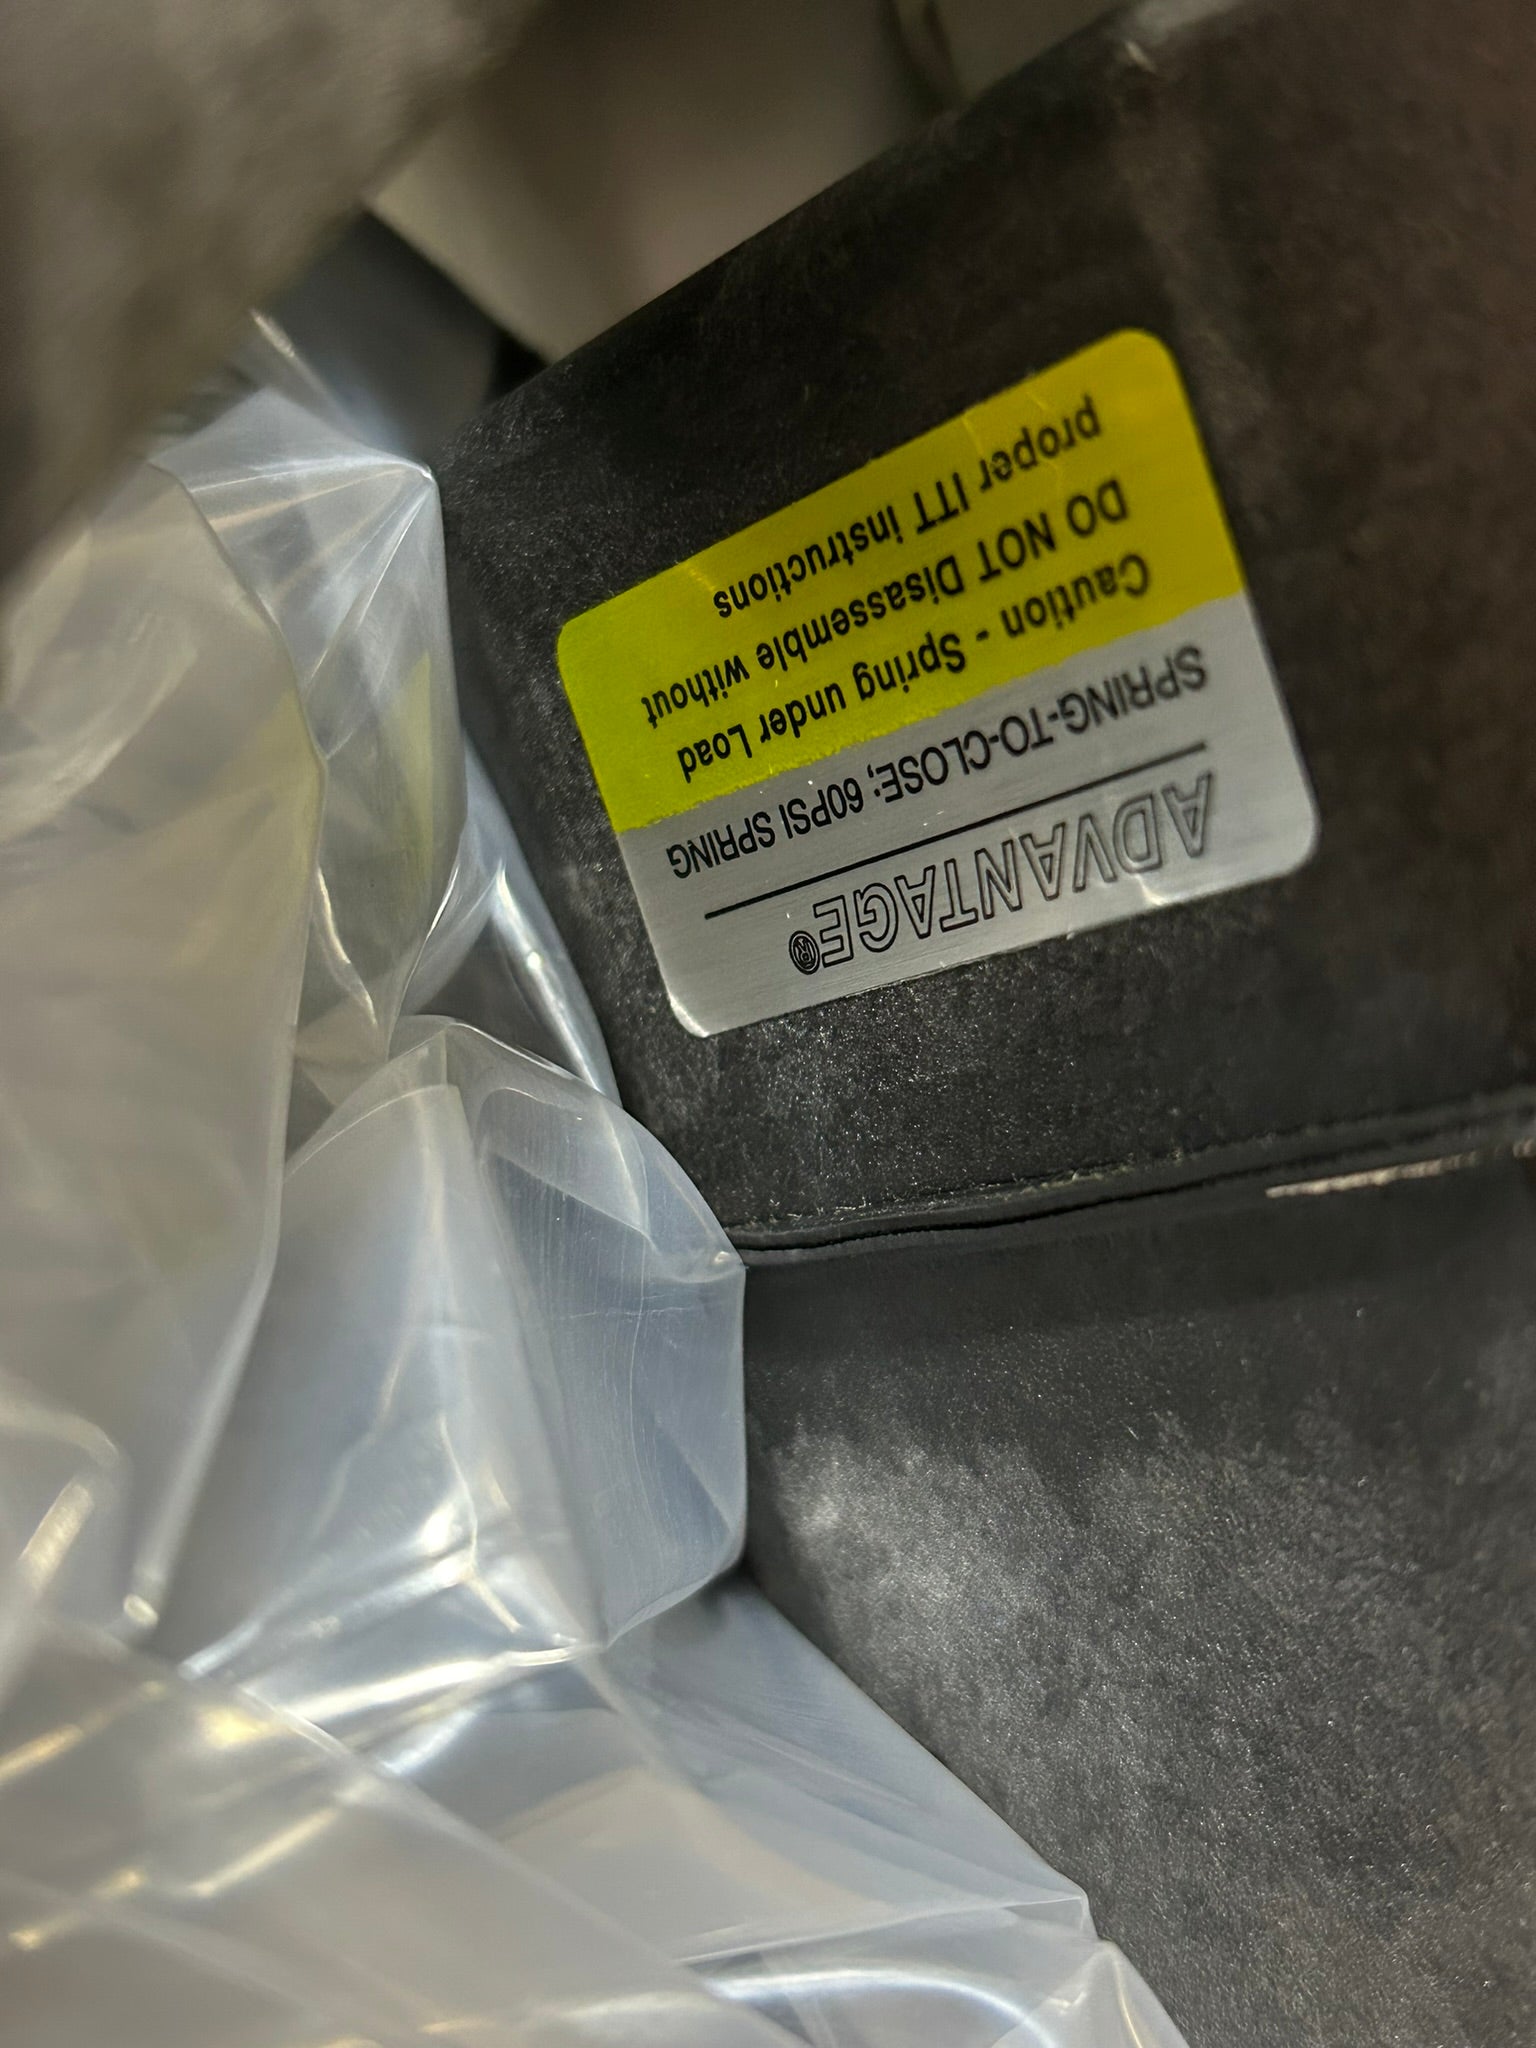 ADVANTAGE®
SPRING-TO-CLOSE; 60PSI SPRING
Caution - Spring under Load
DO NOT Disassemble without
proper ITT instructions